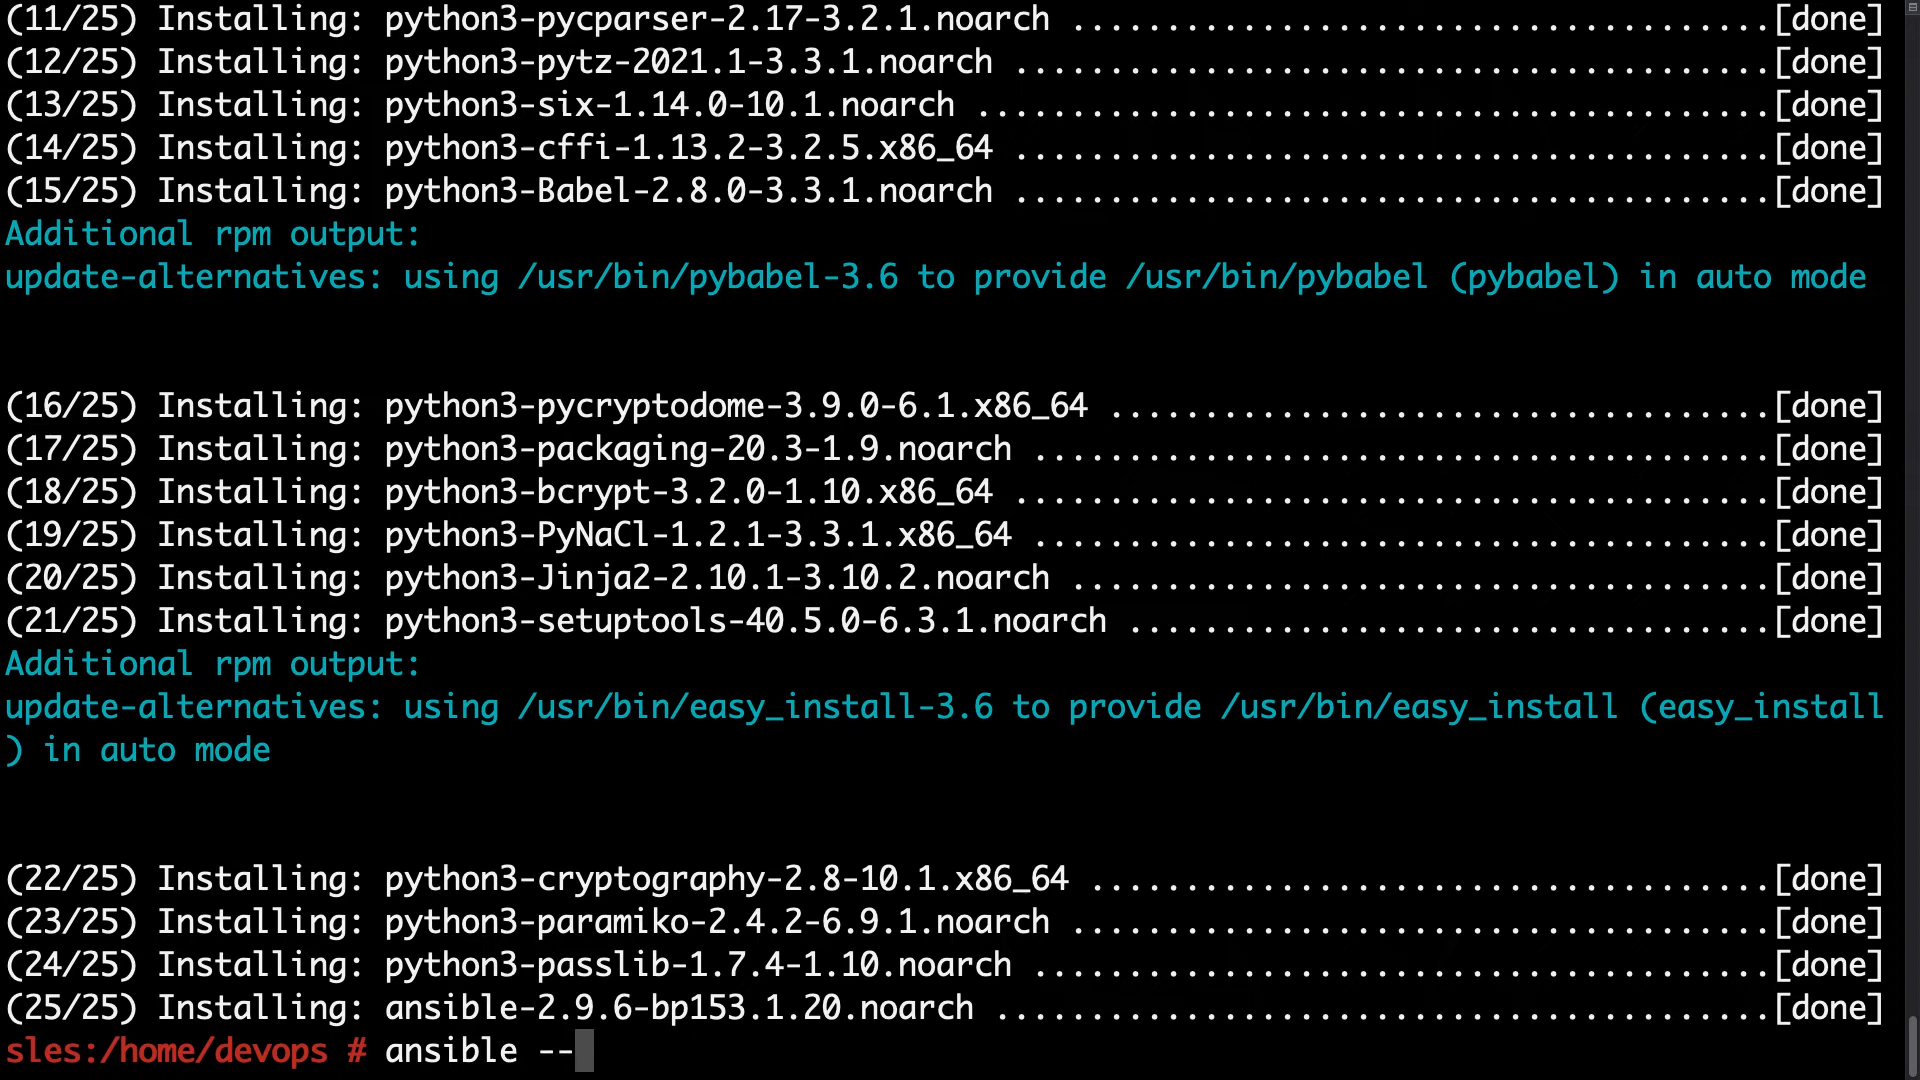 (11/25) Installing: python3-pycparser-2.17-3.2.1.noarch .....................................[done]
(12/25) Installing: python3-pytz-2021.1-3.3.1.noarch ........................................[done]
(13/25) Installing: python3-six-1.14.0-10.1.noarch ..........................................[done]
(14/25) Installing: python3-cffi-1.13.2-3.2.5.x86_64 ........................................[done]
(15/25) Installing: python3-Babel-2.8.0-3.3.1.noarch ........................................[done]
Additional rpm output:
update-alternatives: using /usr/bin/pybabel-3.6 to provide /usr/bin/pybabel (pybabel) in auto mode
(16/25) Installing: python3-pycryptodome-3.9.0-6.1.x86_64 ...................................[done]
(17/25) Installing: python3-packaging-20.3-1.9.noarch .......................................[done]
(18/25) Installing: python3-bcrypt-3.2.0-1.10.x86_64 ........................................[done]
(19/25) Installing: python3-PyNaCl-1.2.1-3.3.1.x86_64 .......................................[done]
(20/25) Installing: python3-Jinja2-2.10.1-3.10.2.noarch .....................................[done]
(21/25) Installing: python3-setuptools-40.5.0-6.3.1.noarch ..................................[done]
Additional rpm output:
update-alternatives: using /usr/bin/easy_install-3.6 to provide /usr/bin/easy_install (easy_install
) in auto mode
(22/25) Installing: python3-cryptography-2.8-10.1.x86_64 ....................................[done]
(23/25) Installing: python3-paramiko-2.4.2-6.9.1.noarch .....................................[done]
(24/25) Installing: python3-passlib-1.7.4-1.10.noarch .......................................[done]
(25/25) Installing: ansible-2.9.6-bp153.1.20.noarch .........................................[done]
sles:/home/devops # ansible --